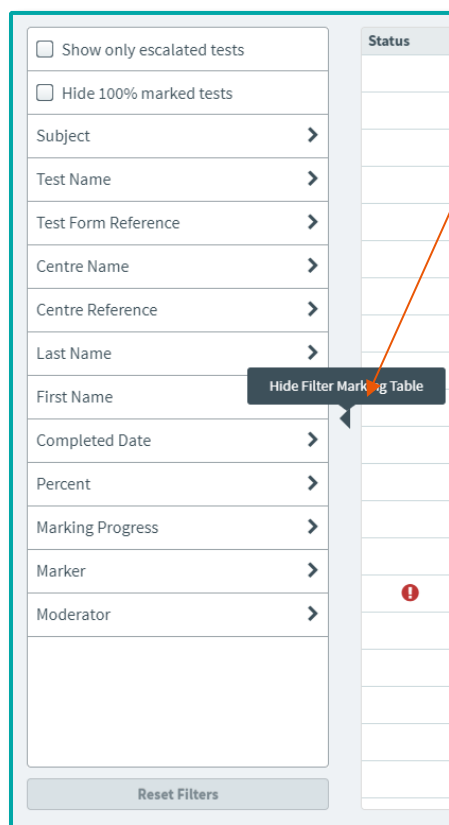 Show only escalated tests
Hide 100% marked tests
Subject
Test Name
Test Form Reference
Centre Name
Centre Reference
Last Name
First Name
Completed Date
Percent
Marking Progress
Marker
Moderator
Reset Filters
Hide Filter Marking Table
Status